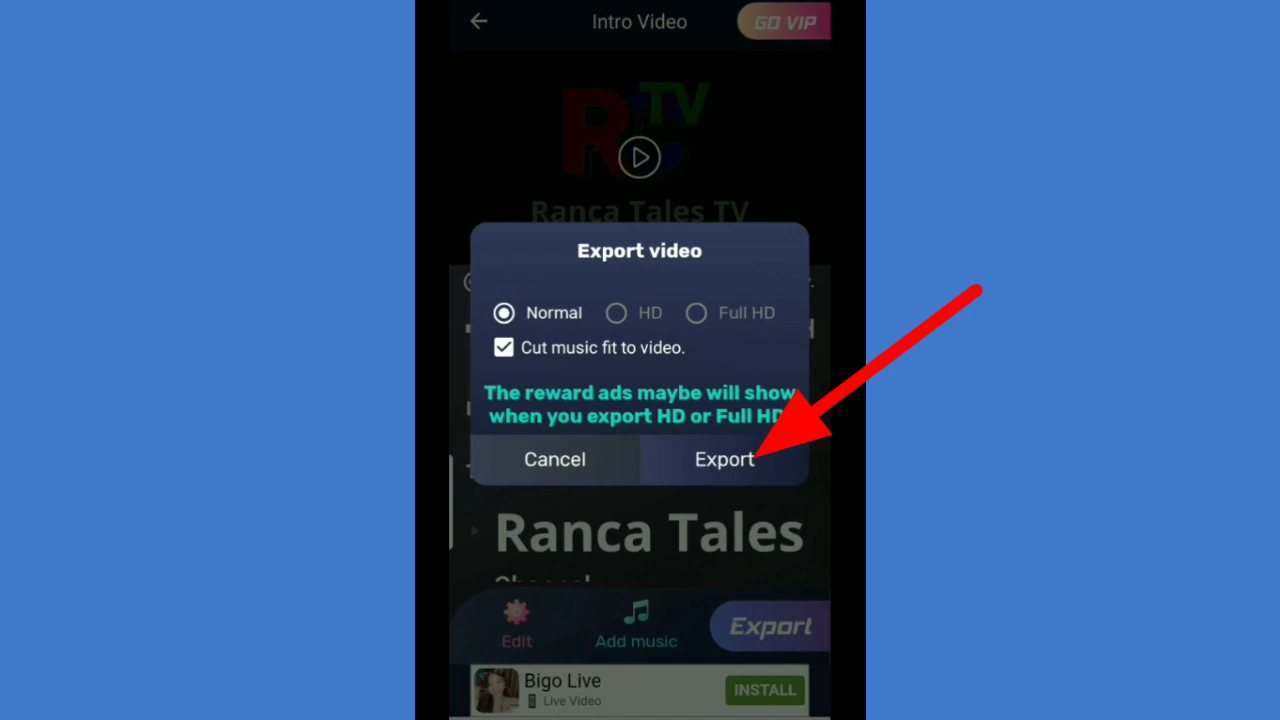 Intro Video
GO VIP
TV
R
Ranca Tales TV
Export video
Normal
HD
Full HD
Cut music fit to video.
The reward ads maybe will show
when you export HD or Full HD
Cancel
Export
Ranca Tales
Channel
Edit
Add music
Export
Bigo Live
Live Video
INSTALL